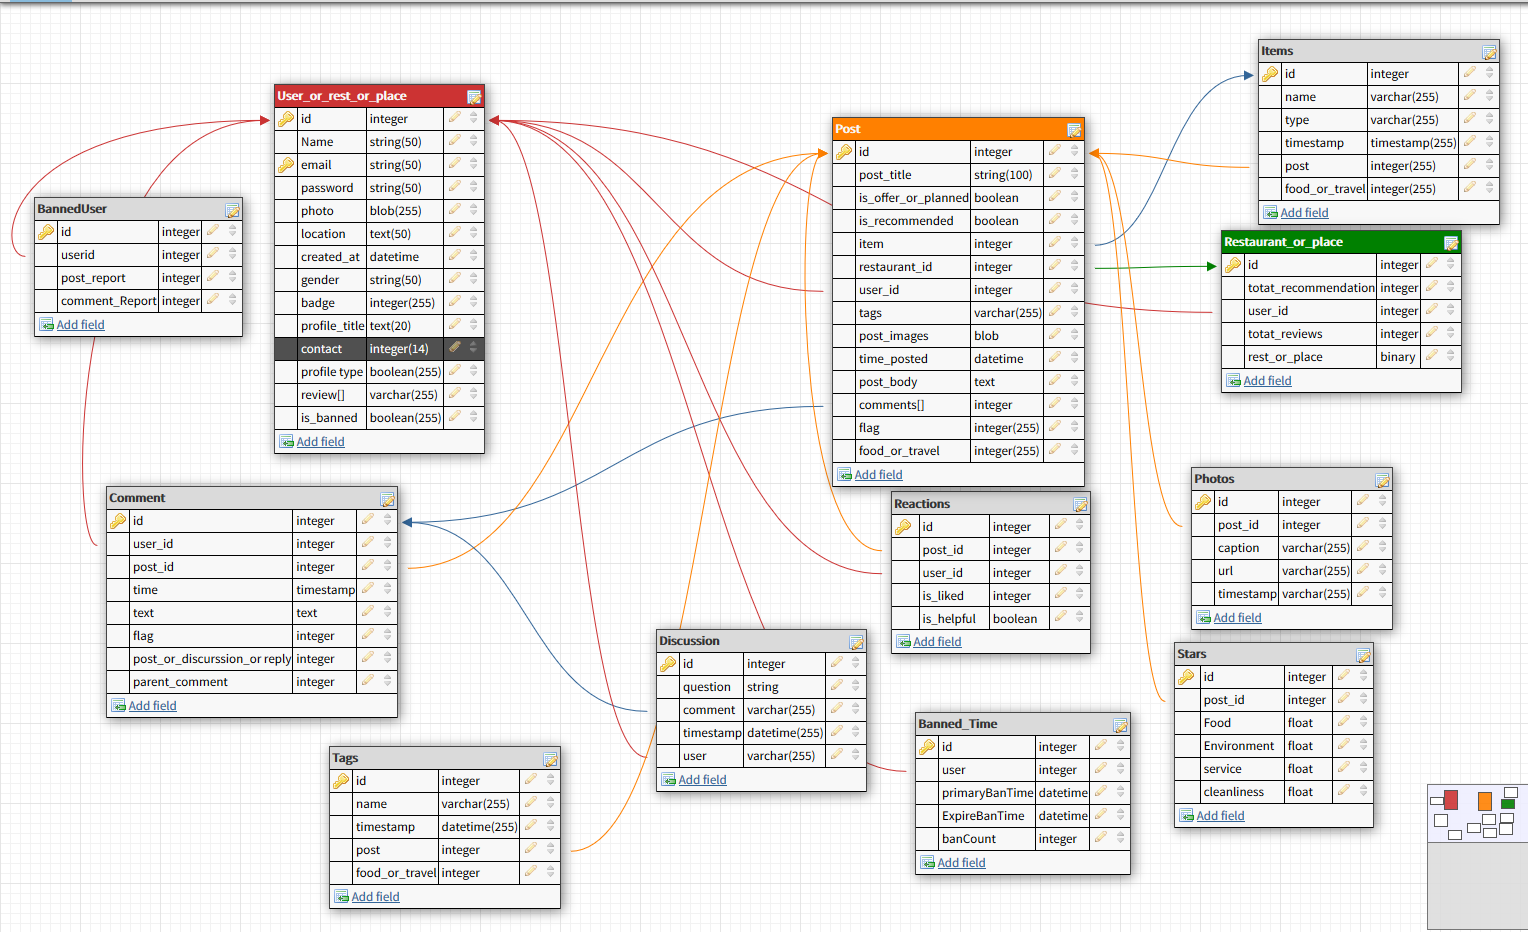 User_or_rest_or_place
id integer
Name string(50)
email string(50)
password string(50)
photo blob(255)
location text(50)
created_at datetime
gender string(50)
badge integer(255)
profile_title text(20)
contact integer(14)
profile type boolean(255)
review[] varchar(255)
is_banned boolean(255)
Add field
BannedUser
id integer
userid integer
post_report integer
comment_Report integer
Add field
Post
id integer
post_title string(100)
is_offer_or_planned boolean
is_recommended boolean
item integer
restaurant_id integer
user_id integer
tags varchar(255)
post_images blob
time_posted datetime
post_body text
comments[] integer
flag integer(255)
food_or_travel integer(255)
Add field
Items
id integer
name varchar(255)
type varchar(255)
timestamp timestamp(255)
post integer(255)
food_or_travel integer(255)
Add field
Restaurant_or_place
id integer
totat_recommendation integer
user_id integer
totat_reviews integer
rest_or_place binary
Add field
Comment
id integer
user_id integer
post_id integer
time timestamp
text text
flag integer
post_or_discurssion_or reply integer
parent_comment integer
Add field
Reactions
id integer
post_id integer
user_id integer
is_liked integer
is_helpful boolean
Add field
Photos
id integer
post_id integer
caption varchar(255)
url varchar(255)
timestamp varchar(255)
Add field
Discussion
id integer
question string
comment varchar(255)
timestamp datetime(255)
user varchar(255)
Add field
Stars
id integer
post_id integer
Food float
Environment float
service float
cleanliness float
Add field
Banned_Time
id integer
user integer
primaryBanTime datetime
ExpireBanTime datetime
banCount integer
Add field
Tags
id integer
name varchar(255)
timestamp datetime(255)
post integer
food_or_travel integer
Add field